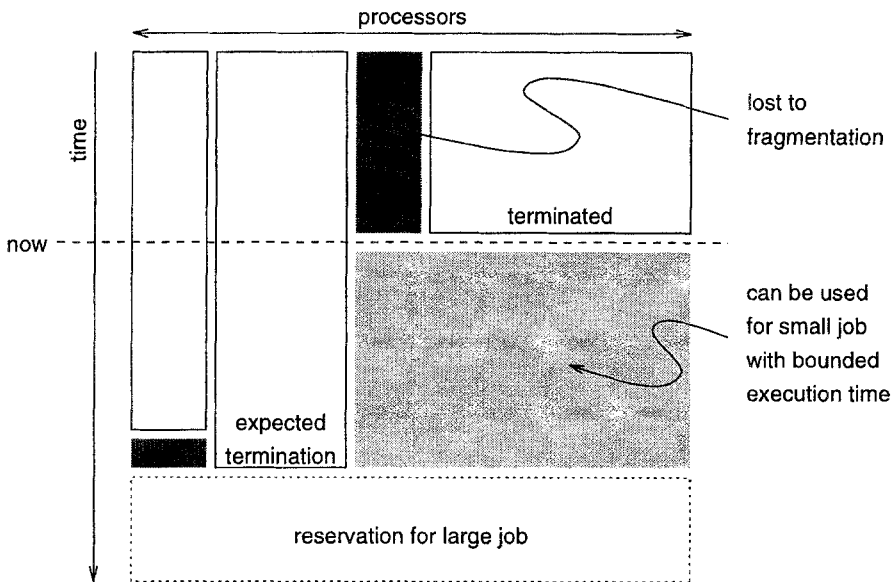 processors
time
lost to
fragmentation
terminated
now
can be used
for small job
with bounded
execution time
expected
termination
reservation for large job